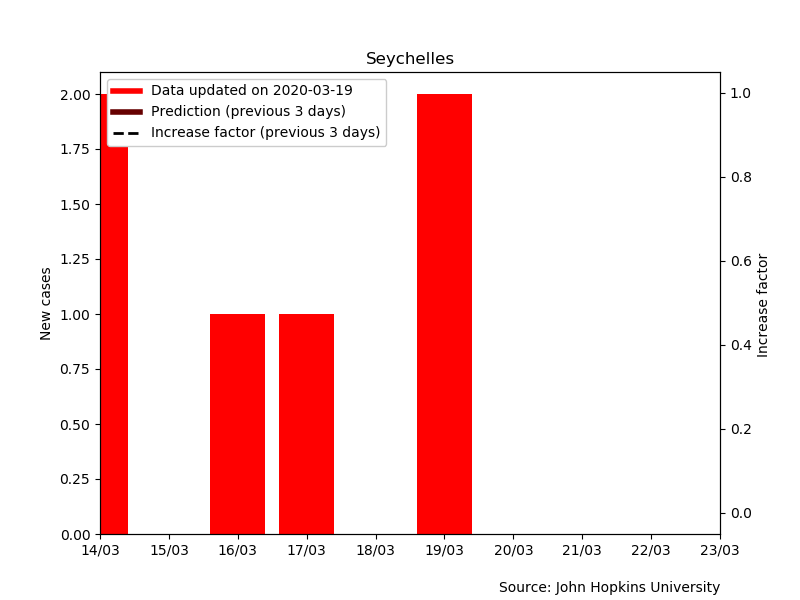 Seychelles
Data updated on 2020-03-19
Prediction (previous 3 days)
Increase factor (previous 3 days)
2.00
1.75
1.50
1.25
1.00
0.75
0.50
0.25
0.00
New cases
1.0
0.8
0.6
0.4
0.2
0.0
Increase factor
14/03 15/03 16/03 17/03 18/03 19/03 20/03 21/03 22/03 23/03
Source: John Hopkins University